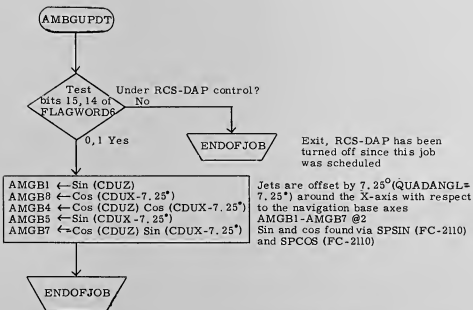 AMBGUPDT
Test
bits 15, 14 of
FLAGWORD6
Under RCS-DAP control?
No
ENDOFJOB
Exit, RCS-DAP has been
turned off since this job
was scheduled
0,1 Yes
AMGB1 ←Sin (CDUZ)
AMGB8 ←Cos (CDUX-7.25°)
AMGB4 ←Cos (CDUZ) Cos (CDUX-7.25°)
AMGB5 ←Sin (CDUX-7.25°)
AMGB7 ←Cos (CDUZ) Sin (CDUX-7.25°)
Jets are offset by 7.25°(QUADANGL=
7.25°) around the X-axis with respect
to the navigation base axes
AMGB1-AMGB7 @2
Sin and cos found via SPSIN (FC-2110)
and SPCOS (FC-2110)
ENDOFJOB